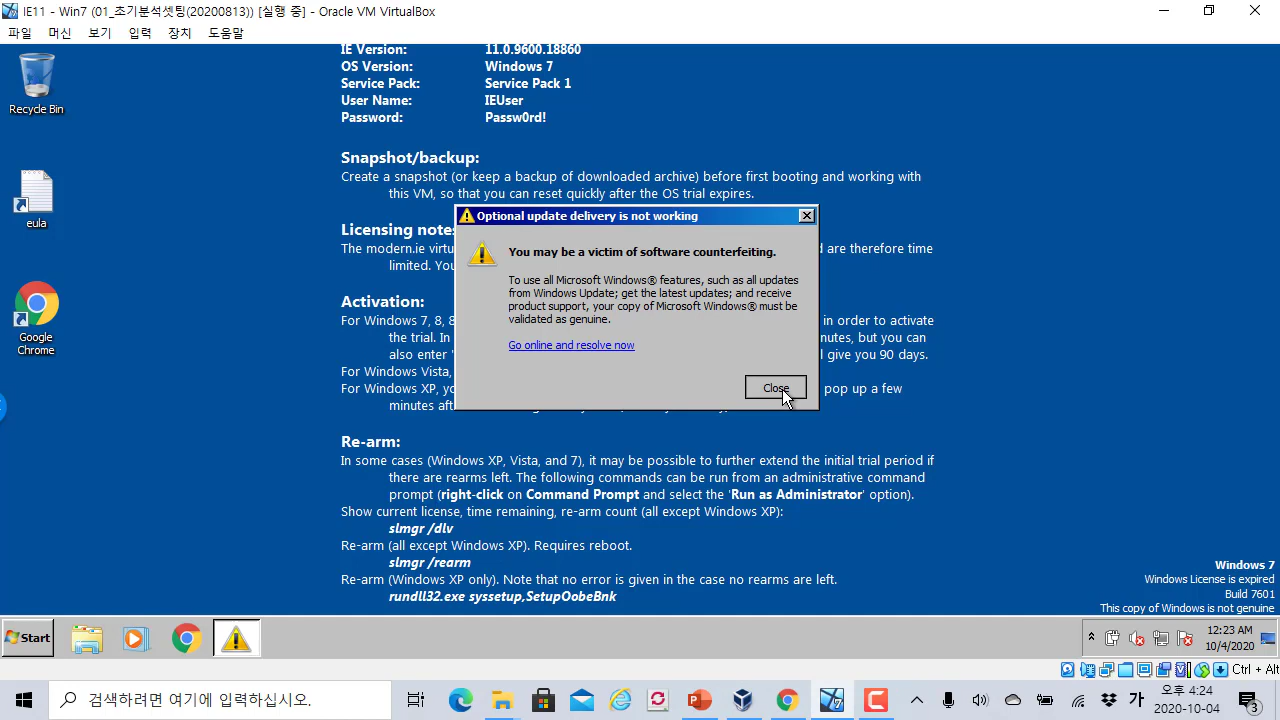 IE11 - Win7 (01_초기분석셋팅(20200813)) [실행 중] - Oracle VM VirtualBox
파일 머신 보기 입력 장치 도움말
IE Version: 11.0.9600.18860
OS Version: Windows 7
Service Pack: Service Pack 1
User Name: IEUser
Password: Passw0rd!
Recycle Bin
eula
Google
Chrome
Snapshot/backup:
Create a snapshot (or keep a backup of downloaded archive) before first booting and working with
this VM, so that you can reset quickly after the OS trial expires.
Licensing notes
The modern.ie virtu d are therefore time
limited. You
Activation:
For Windows 7, 8, 8 in order to activate
the trial. In nutes, but you can
also enter ' l give you 90 days.
For Windows Vista,
For Windows XP, yo pop up a few
minutes aft
Optional update delivery is not working
You may be a victim of software counterfeiting.
To use all Microsoft Windows® features, such as all updates
from Windows Update; get the latest updates; and receive
product support, your copy of Microsoft Windows® must be
validated as genuine.
Go online and resolve now
Close
Re-arm:
In some cases (Windows XP, Vista, and 7), it may be possible to further extend the initial trial period if
there are rearms left. The following commands can be run from an administrative command
prompt (right-click on Command Prompt and select the 'Run as Administrator' option).
Show current license, time remaining, re-arm count (all except Windows XP):
slmgr /dlv
Re-arm (all except Windows XP). Requires reboot.
slmgr /rearm
Re-arm (Windows XP only). Note that no error is given in the case no rearms are left.
rundll32.exe syssetup,SetupOobeBnk
Windows 7
Windows License is expired
Build 7601
This copy of Windows is not genuine
Start
12:23 AM
10/4/2020
Ctrl + Alt
검색하려면 여기에 입력하십시오.
가
오후 4:24
2020-10-04
3